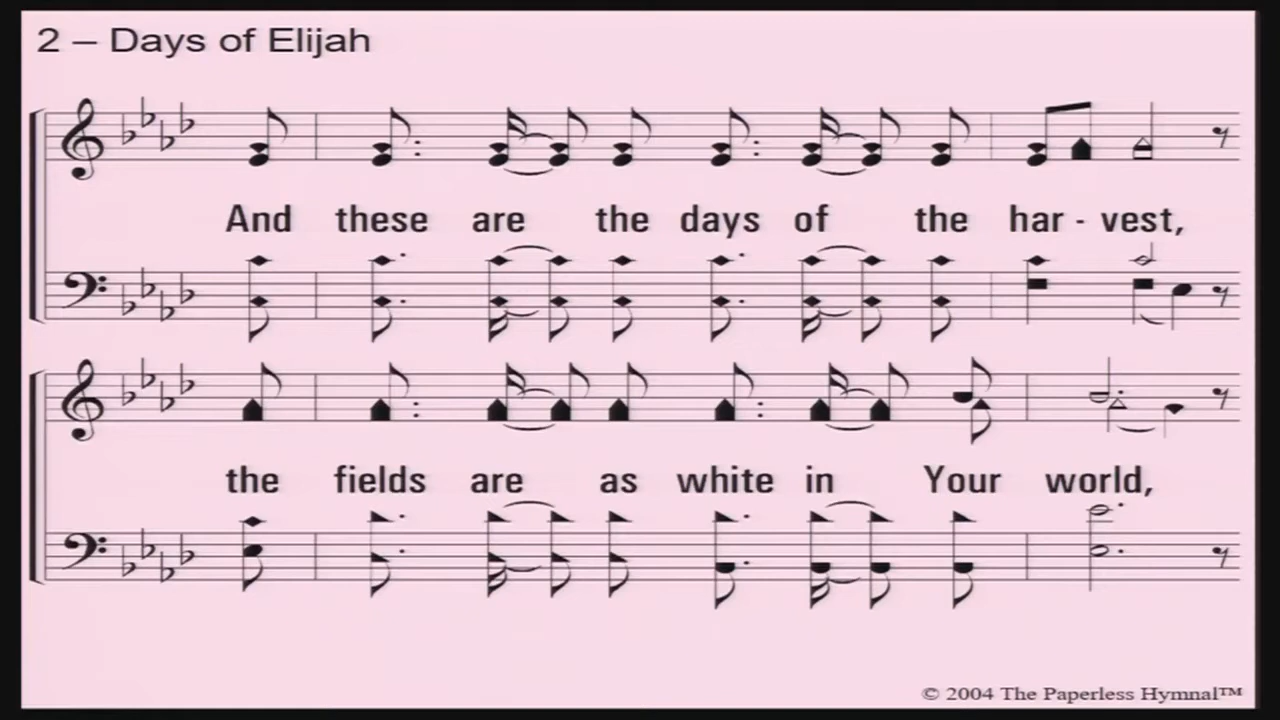 2 – Days of Elijah
And these are the days of the har - vest,
the fields are as white in Your world,
© 2004 The Paperless Hymnal™